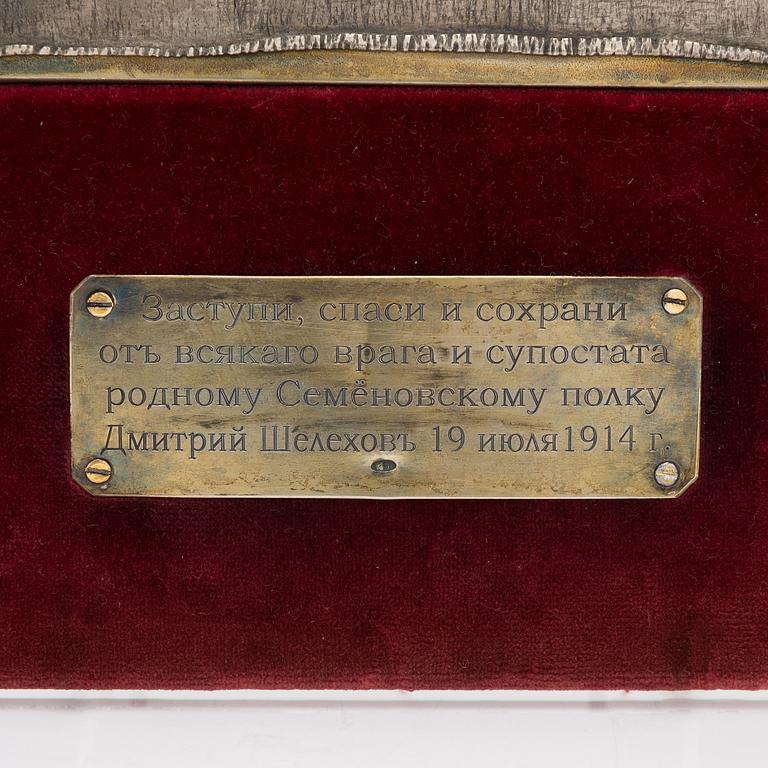 Заступи, спаси и сохрани
отъ всякаго врага и супостата
родному Семёновскому полку
Дмитрий Шелеховъ 19 июля 1914 г.